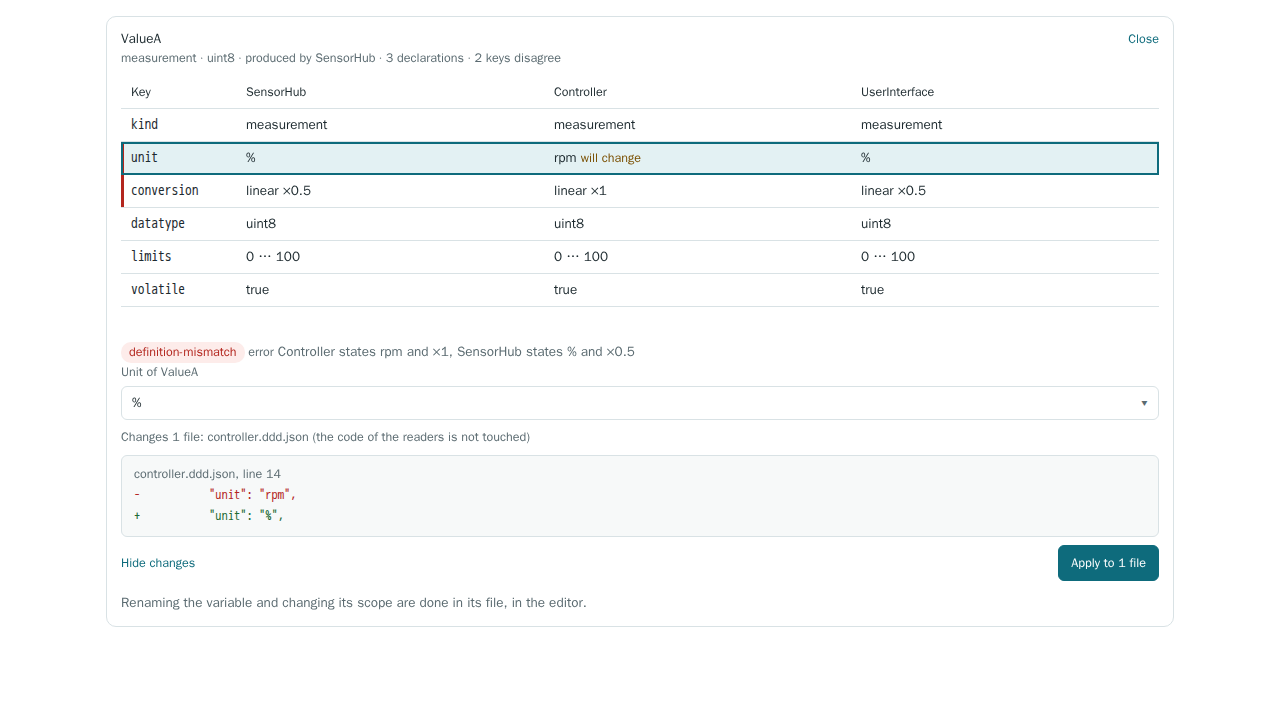 ValueA
Close
measurement · uint8 · produced by SensorHub · 3 declarations · 2 keys disagree
Key SensorHub Controller UserInterface
kind measurement measurement measurement
unit % rpm will change %
conversion linear ×0.5 linear ×1 linear ×0.5
datatype uint8 uint8 uint8
limits 0 ··· 100 0 ··· 100 0 ··· 100
volatile true true true
definition-mismatch error Controller states rpm and ×1, SensorHub states % and ×0.5
Unit of ValueA
%
Changes 1 file: controller.ddd.json (the code of the readers is not touched)
controller.ddd.json, line 14
- "unit": "rpm",
+ "unit": "%",
Hide changes
Apply to 1 file
Renaming the variable and changing its scope are done in its file, in the editor.